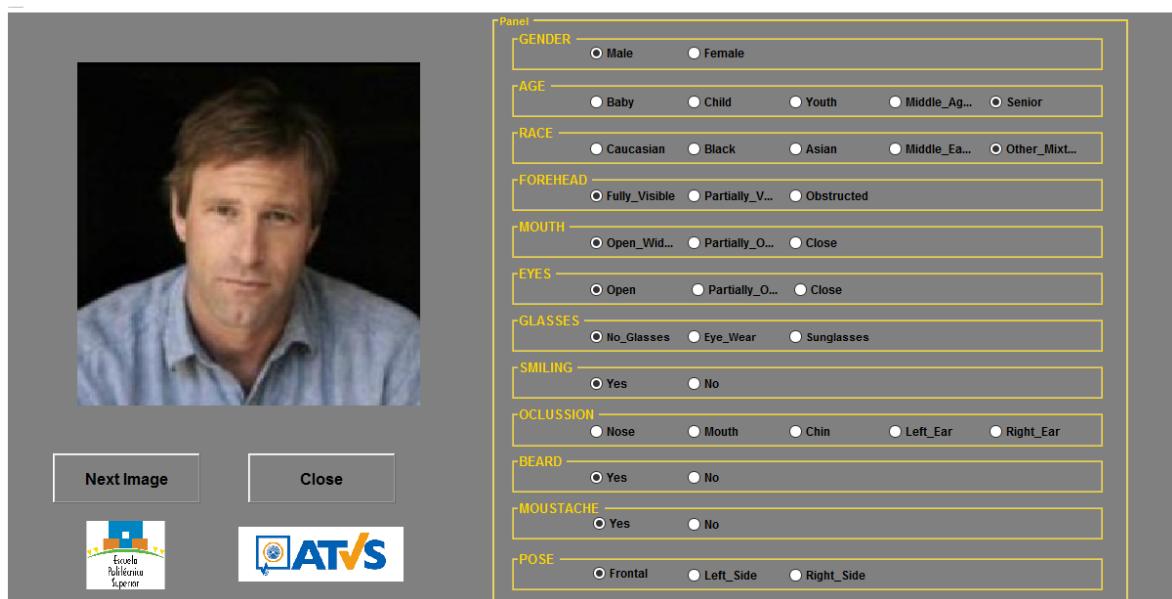 Panel
GENDER
Male Female
AGE
Baby Child Youth Middle_Ag... Senior
RACE
Caucasian Black Asian Middle_Ea... Other_Mixt...
FOREHEAD
Fully_Visible Partially_V... Obstructed
MOUTH
Open_Wid... Partially_O... Close
EYES
Open Partially_O... Close
GLASSES
No_Glasses Eye_Wear Sunglasses
SMILING
Yes No
OCLUSSION
Nose Mouth Chin Left_Ear Right_Ear
BEARD
Yes No
MOUSTACHE
Yes No
POSE
Frontal Left_Side Right_Side
Next Image Close
Escuela
Politécnica
Superior
ATVS